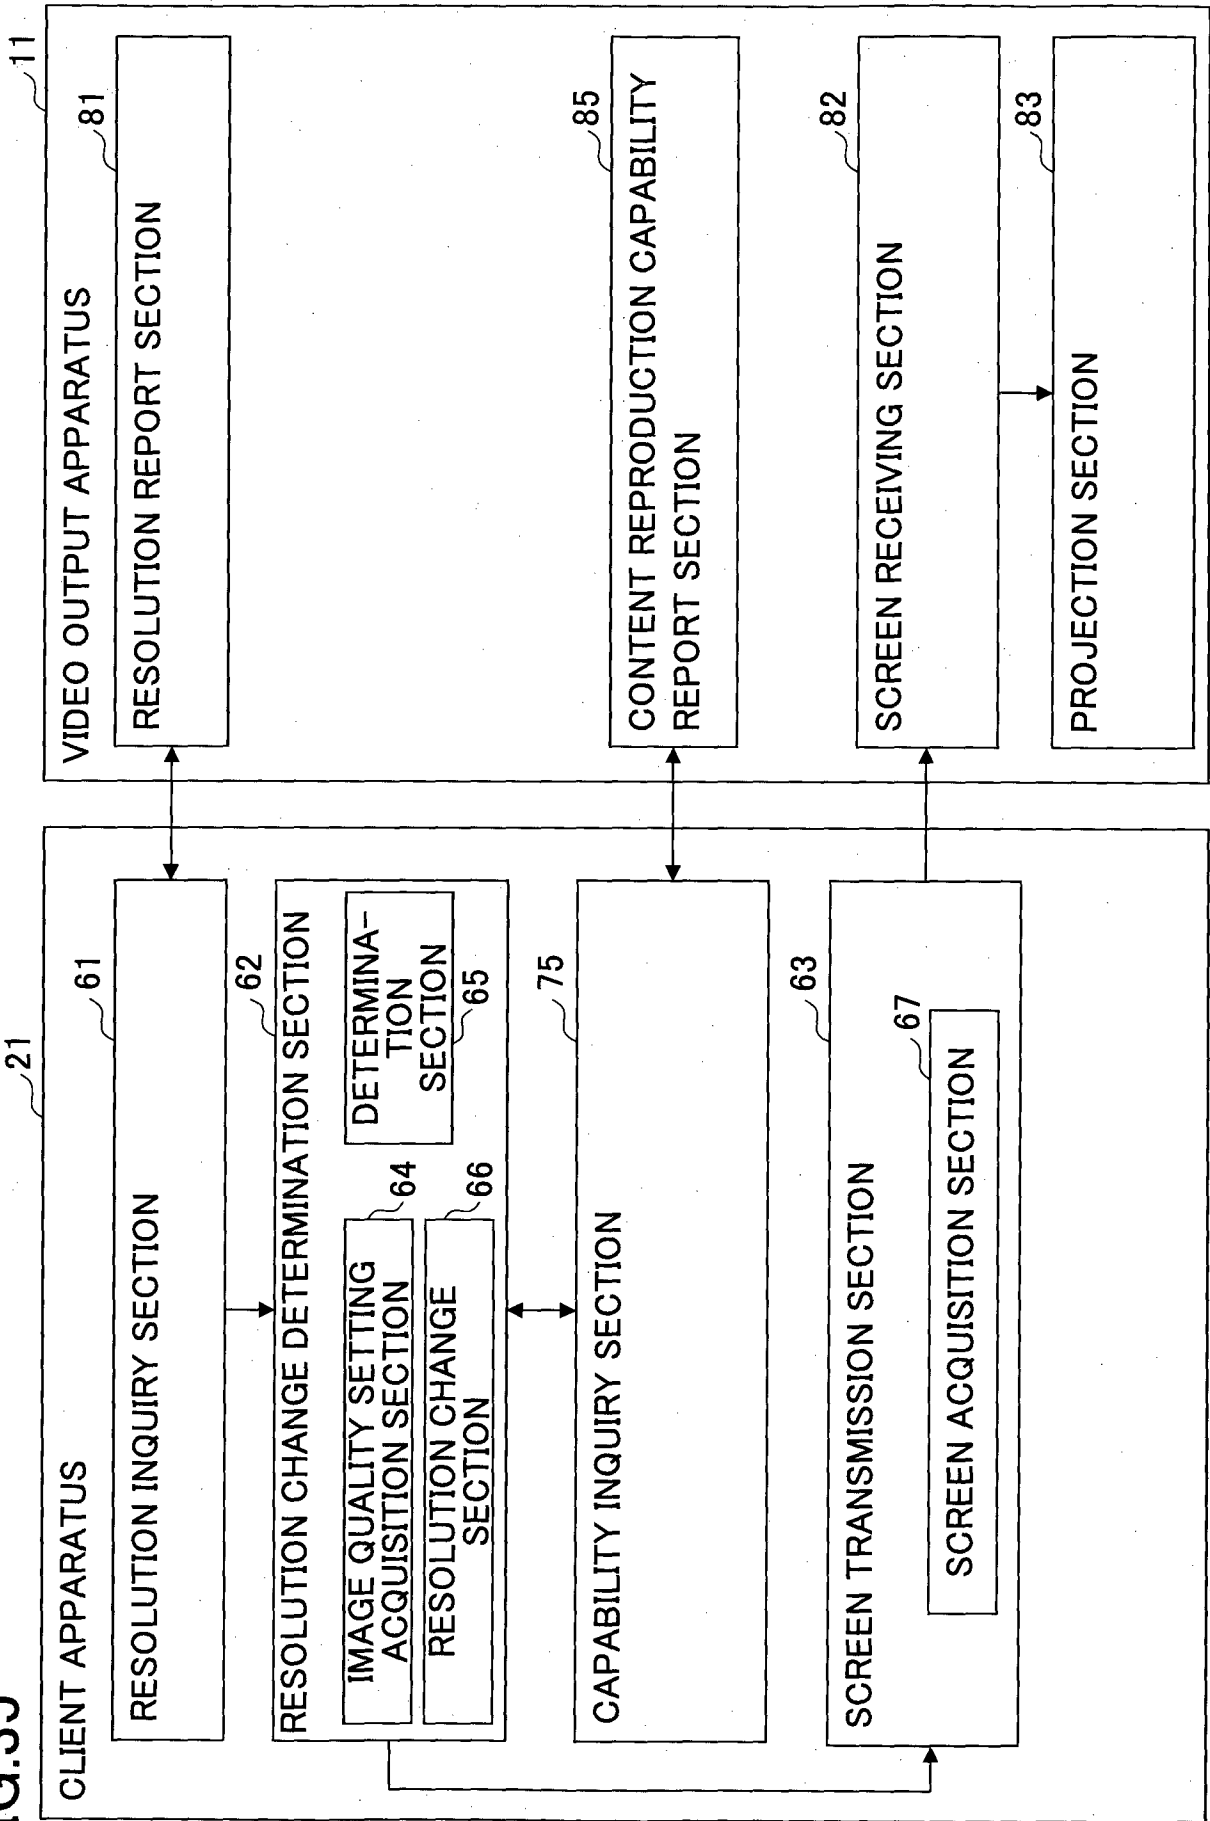 CLIENT APPARATUS
21
RESOLUTION INQUIRY SECTION
61
RESOLUTION CHANGE DETERMINATION SECTION
62
IMAGE QUALITY SETTING
ACQUISITION SECTION
64
RESOLUTION CHANGE
SECTION
66
DETERMINA-
TION
SECTION
65
CAPABILITY INQUIRY SECTION
75
SCREEN TRANSMISSION SECTION
63
SCREEN ACQUISITION SECTION
67
VIDEO OUTPUT APPARATUS
11
RESOLUTION REPORT SECTION
81
CONTENT REPRODUCTION CAPABILITY
REPORT SECTION
85
SCREEN RECEIVING SECTION
82
PROJECTION SECTION
83